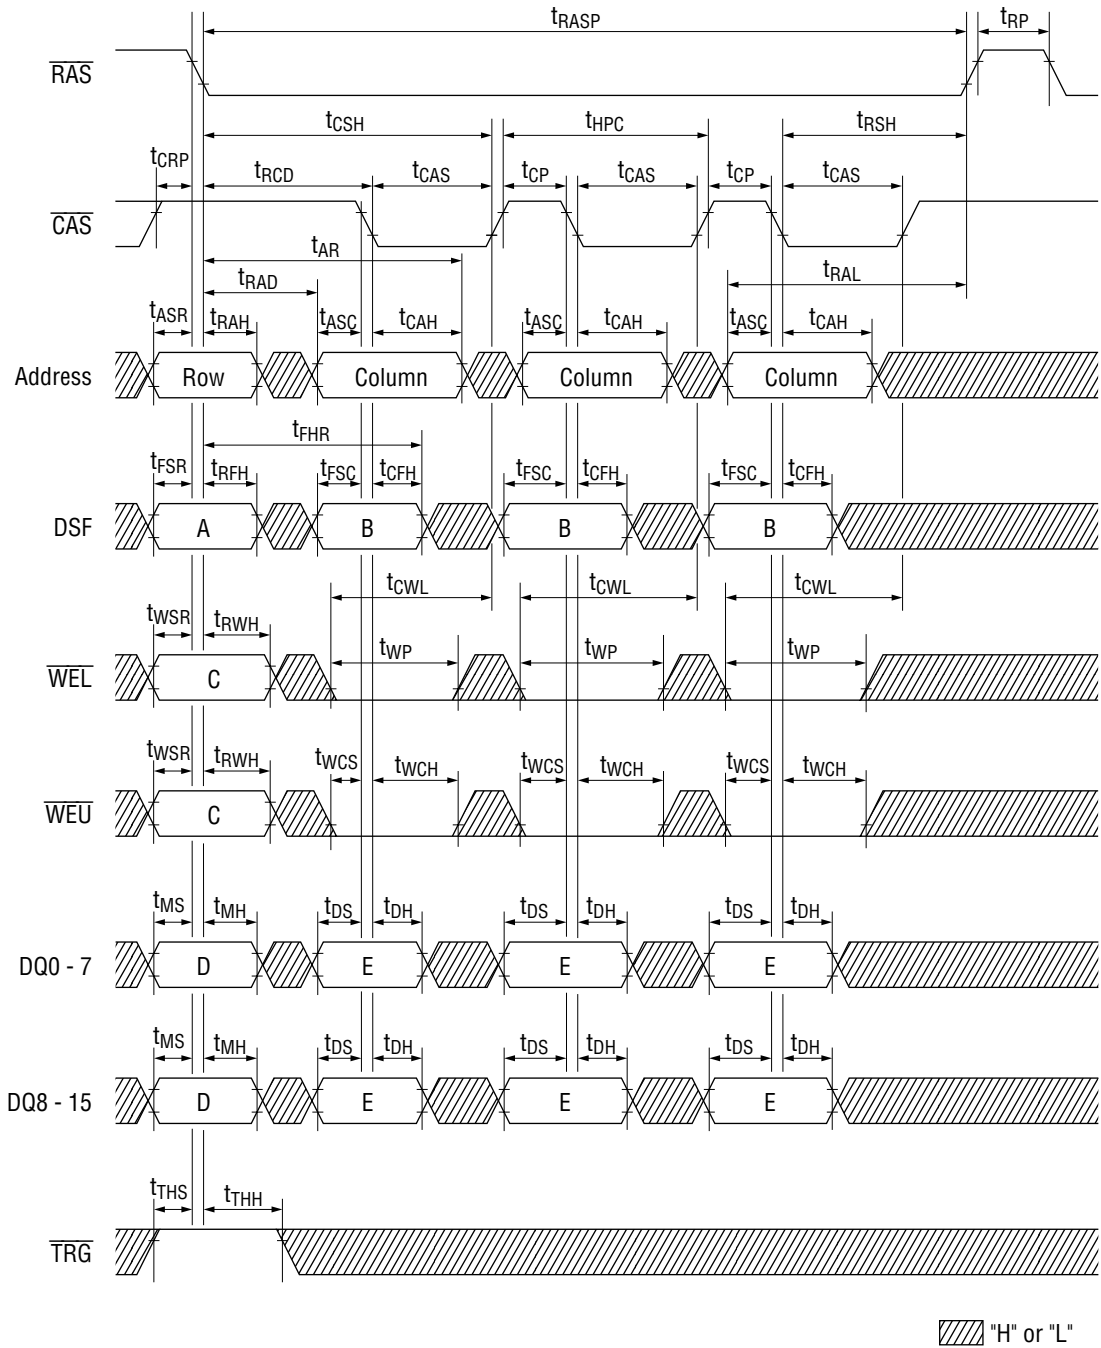 tRASP tRP
RAS
tCSH tHPC tRSH
tCRP tRCD tCAS tCP tCAS tCP tCAS
CAS
tAR
tRAD tRAL
tASR tRAH tASC tCAH tASC tCAH tASC tCAH
Address Row Column Column Column
tFHR
tFSR tRFH tFSC tCFH tFSC tCFH tFSC tCFH
DSF A B B B
tCWL tCWL tCWL
tWSR tRWH tWP tWP tWP
WEL C
tWSR tRWH tWCS tWCH tWCS tWCH tWCS tWCH
WEU C
tMS tMH tDS tDH tDS tDH tDS tDH
DQ0 - 7 D E E E
tMS tMH tDS tDH tDS tDH tDS tDH
DQ8 - 15 D E E E
tTHS tTHH
TRG
"H" or "L"